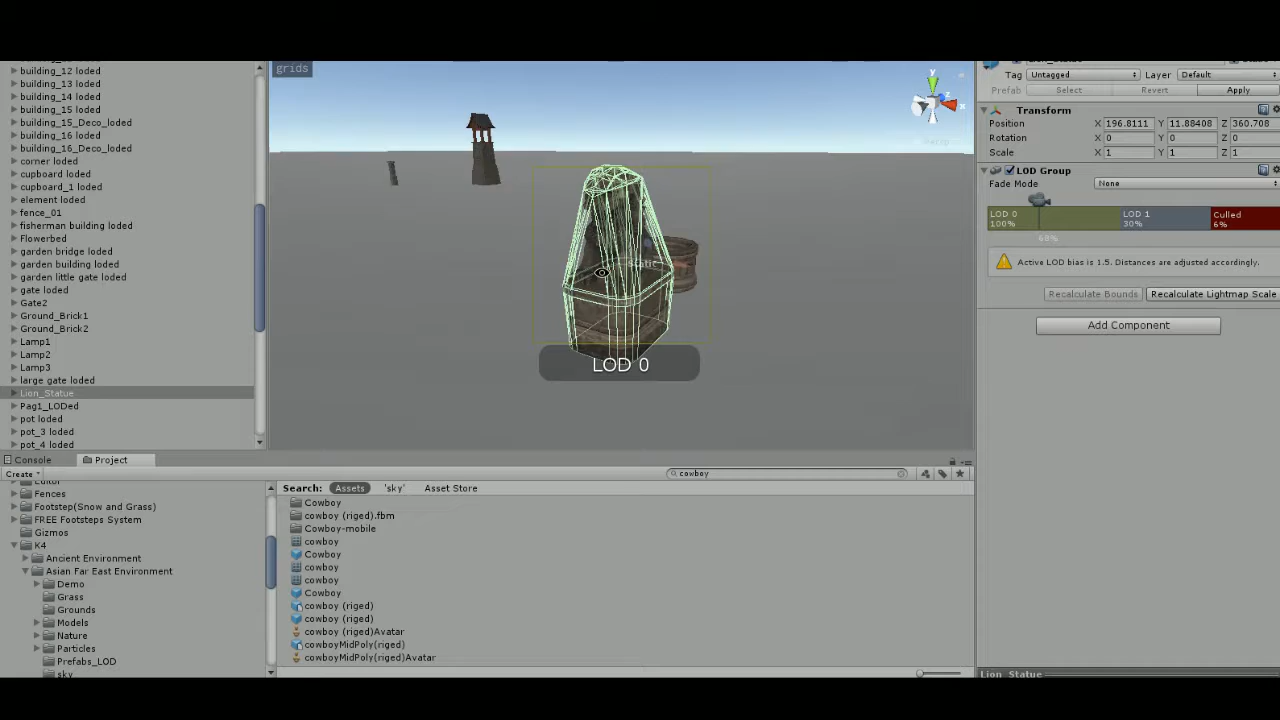 building_12 loded
building_13 loded
building_14 loded
building_15 loded
building_15_Deco_loded
building_16 loded
building_16_Deco_loded
corner loded
cupboard loded
cupboard_1 loded
element loded
fence_01
fisherman building loded
Flowerbed
garden bridge loded
garden building loded
garden little gate loded
gate loded
Gate2
Ground_Brick1
Ground_Brick2
Lamp1
Lamp2
Lamp3
large gate loded
Lion_Statue
Pag1_LODed
pot loded
pot_3 loded
pot_4 loded
grids
y
z
x
Persp
Static
LOD 0
Tag Untagged Layer Default
Prefab Select Revert Apply
Transform
Position X 196.8111 Y 11.88408 Z 360.708
Rotation X 0 Y 0 Z 0
Scale X 1 Y 1 Z 1
LOD Group
Fade Mode None
LOD 0 LOD 1 Culled
100% 30% 6%
68%
Active LOD bias is 1.5. Distances are adjusted accordingly.
Recalculate Bounds Recalculate Lightmap Scale
Add Component
Console Project
Create cowboy
Fences
Footstep(Snow and Grass)
FREE Footsteps System
Gizmos
K4
Ancient Environment
Asian Far East Environment
Demo
Grass
Grounds
Models
Nature
Particles
Prefabs_LOD
sky
Search: Assets 'sky' Asset Store
Cowboy
cowboy (riged).fbm
Cowboy-mobile
cowboy
Cowboy
cowboy
cowboy
Cowboy
cowboy (riged)
cowboy (riged)
cowboy (riged)Avatar
cowboyMidPoly(riged)
cowboyMidPoly(riged)Avatar
Lion_Statue